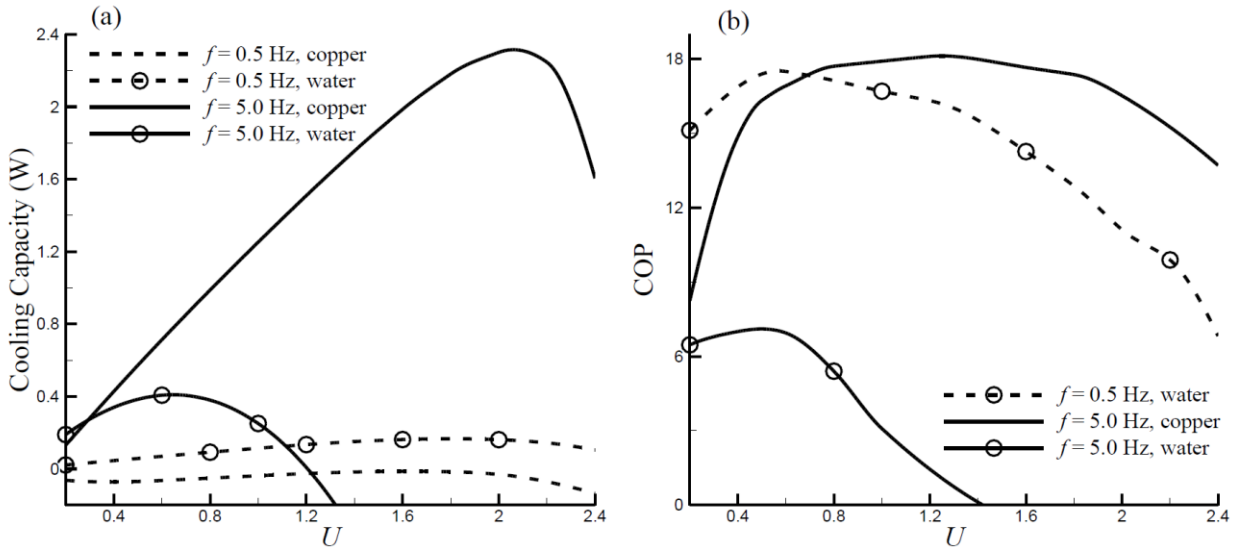 (a)
f = 0.5 Hz, copper
f = 0.5 Hz, water
f = 5.0 Hz, copper
f = 5.0 Hz, water
Cooling Capacity (W)
2.4
2
1.6
1.2
0.8
0.4
0
0.4 0.8 1.2 1.6 2 2.4
U
(b)
COP
18
12
6
0
f = 0.5 Hz, water
f = 5.0 Hz, copper
f = 5.0 Hz, water
0.4 0.8 1.2 1.6 2 2.4
U